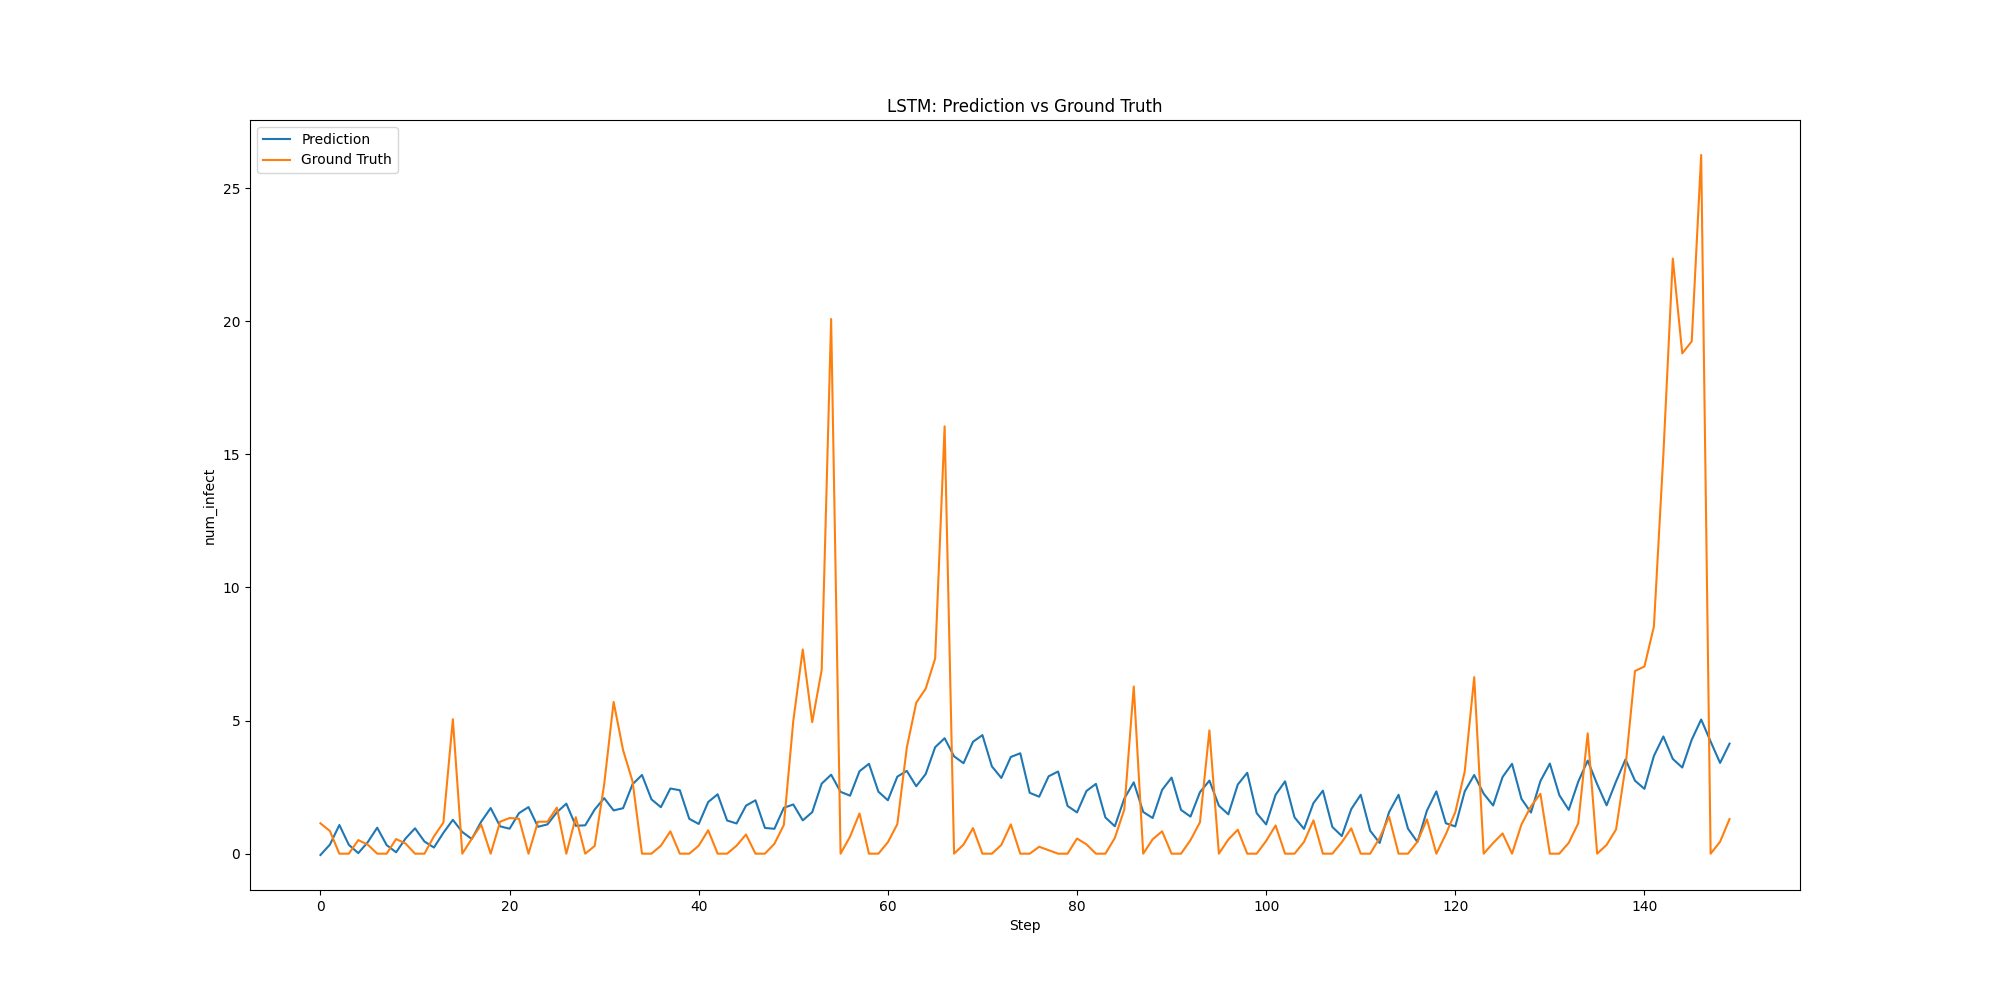 LSTM: Prediction vs Ground Truth
Prediction
Ground Truth
25
20
15
10
5
0
num_infect
0 20 40 60 80 100 120 140
Step